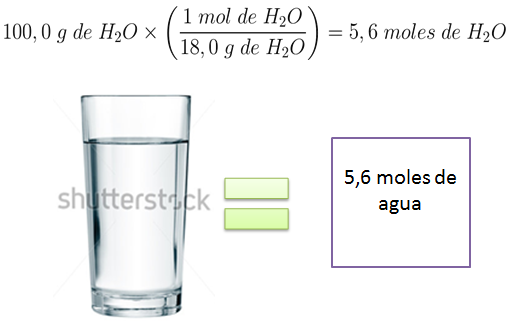 100,0 g de H₂O × (1 mol de H₂O / 18,0 g de H₂O) = 5,6 moles de H₂O
shutterstock
5,6 moles de
agua